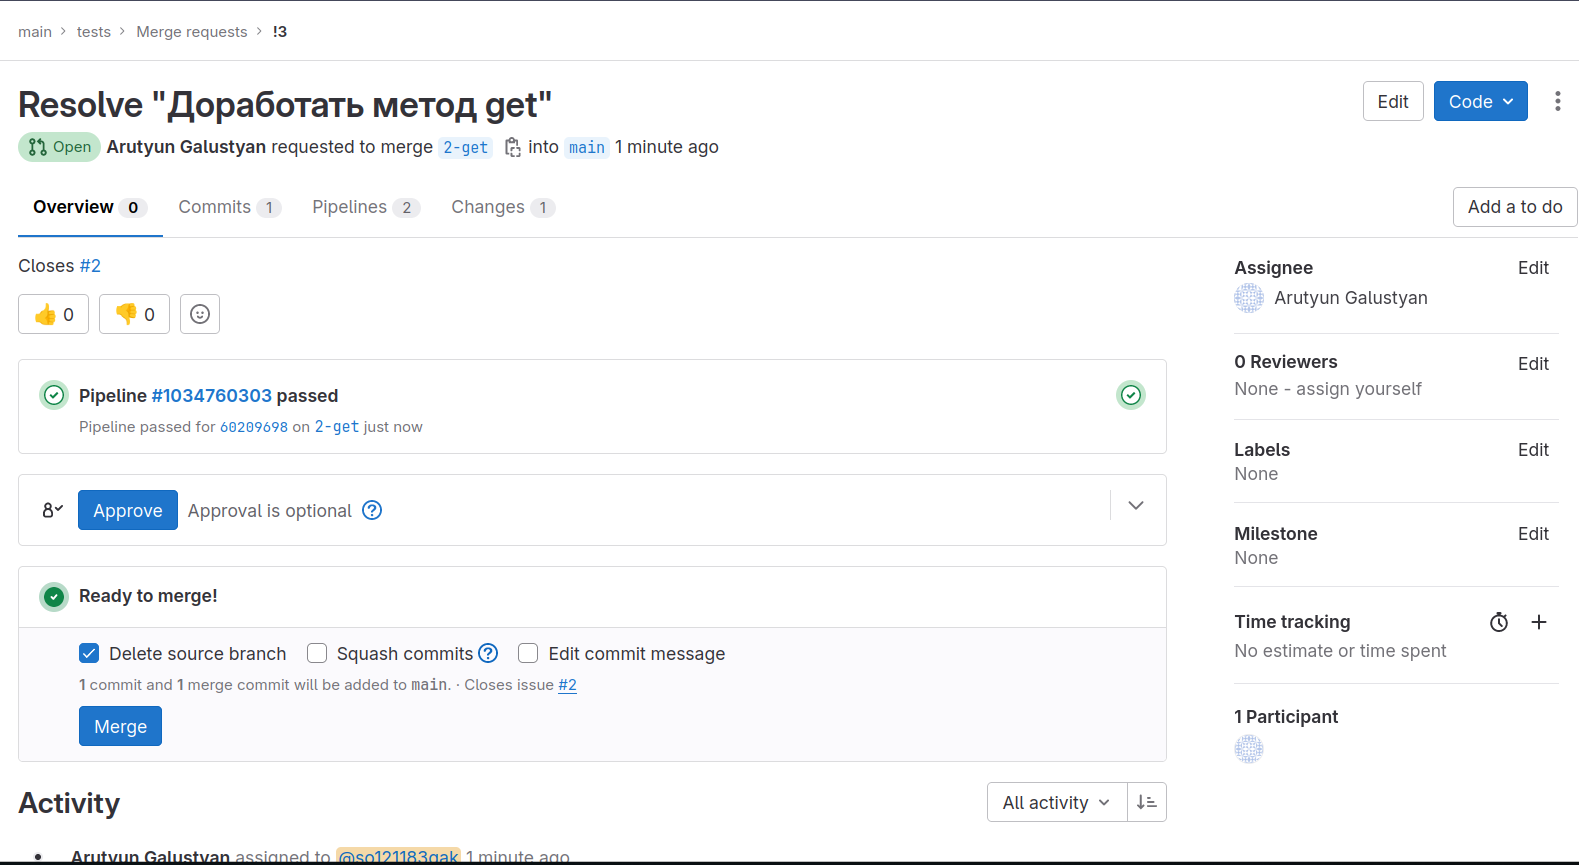 main > tests > Merge requests > !3
Resolve "Доработать метод get"
Edit
Code
Open Arutyun Galustyan requested to merge 2-get into main 1 minute ago
Overview 0 Commits 1 Pipelines 2 Changes 1
Add a to do
Closes #2
0 0
Pipeline #1034760303 passed
Pipeline passed for 60209698 on 2-get just now
Approve Approval is optional
Ready to merge!
Delete source branch Squash commits Edit commit message
1 commit and 1 merge commit will be added to main. · Closes issue #2
Merge
Activity
All activity
Arutyun Galustyan assigned to @so121183gak 1 minute ago
Assignee Edit
Arutyun Galustyan
0 Reviewers Edit
None - assign yourself
Labels Edit
None
Milestone Edit
None
Time tracking
No estimate or time spent
1 Participant